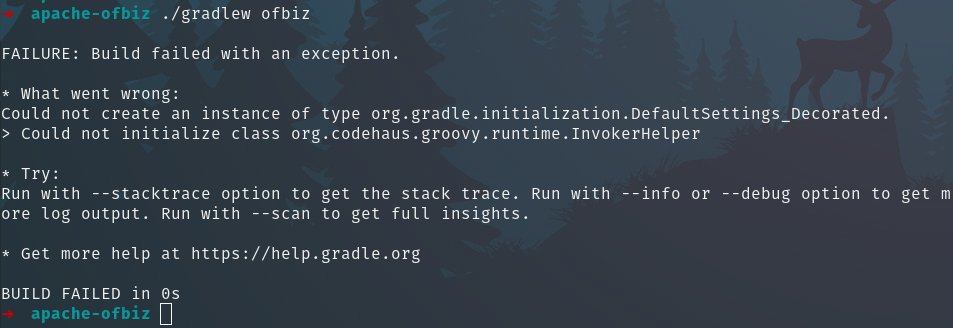 → apache-ofbiz ./gradlew ofbiz
FAILURE: Build failed with an exception.
* What went wrong:
Could not create an instance of type org.gradle.initialization.DefaultSettings_Decorated.
> Could not initialize class org.codehaus.groovy.runtime.InvokerHelper
* Try:
Run with --stacktrace option to get the stack trace. Run with --info or --debug option to get m
ore log output. Run with --scan to get full insights.
* Get more help at https://help.gradle.org
BUILD FAILED in 0s
→ apache-ofbiz